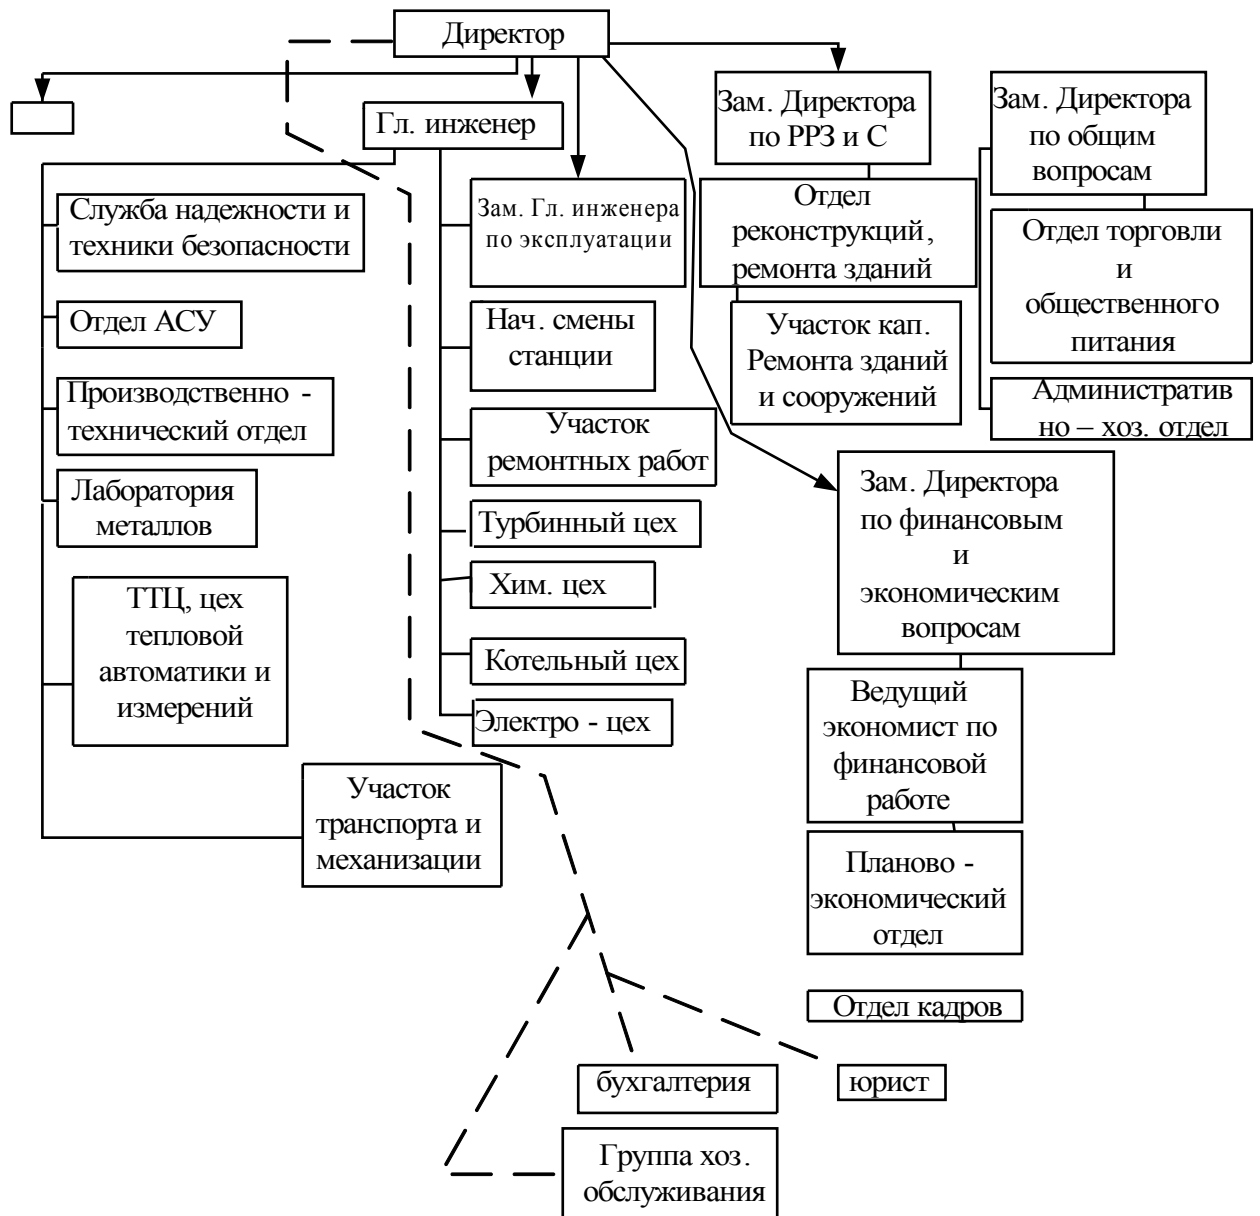 Директор
Гл. инженер
Зам. Директора
по РРЗ и С
Зам. Директора
по общим
вопросам
Служба надежности и
техники безопасности
Зам. Гл. инженера
по эксплуатации
Отдел
реконструкций,
ремонта зданий
Отдел торговли
и
общественного
питания
Отдел АСУ
Нач. смены
станции
Участок кап.
Ремонта зданий
и сооружений
Производственно -
технический отдел
Административ
но – хоз. отдел
Участок
ремонтных работ
Лаборатория
металлов
Зам. Директора
по финансовым
и
экономическим
вопросам
Турбинный цех
Хим. цех
ТТЦ, цех
тепловой
автоматики и
измерений
Котельный цех
Электро - цех
Ведущий
экономист по
финансовой
работе
Участок
транспорта и
механизации
Планово -
экономический
отдел
Отдел кадров
бухгалтерия
юрист
Группа хоз.
обслуживания